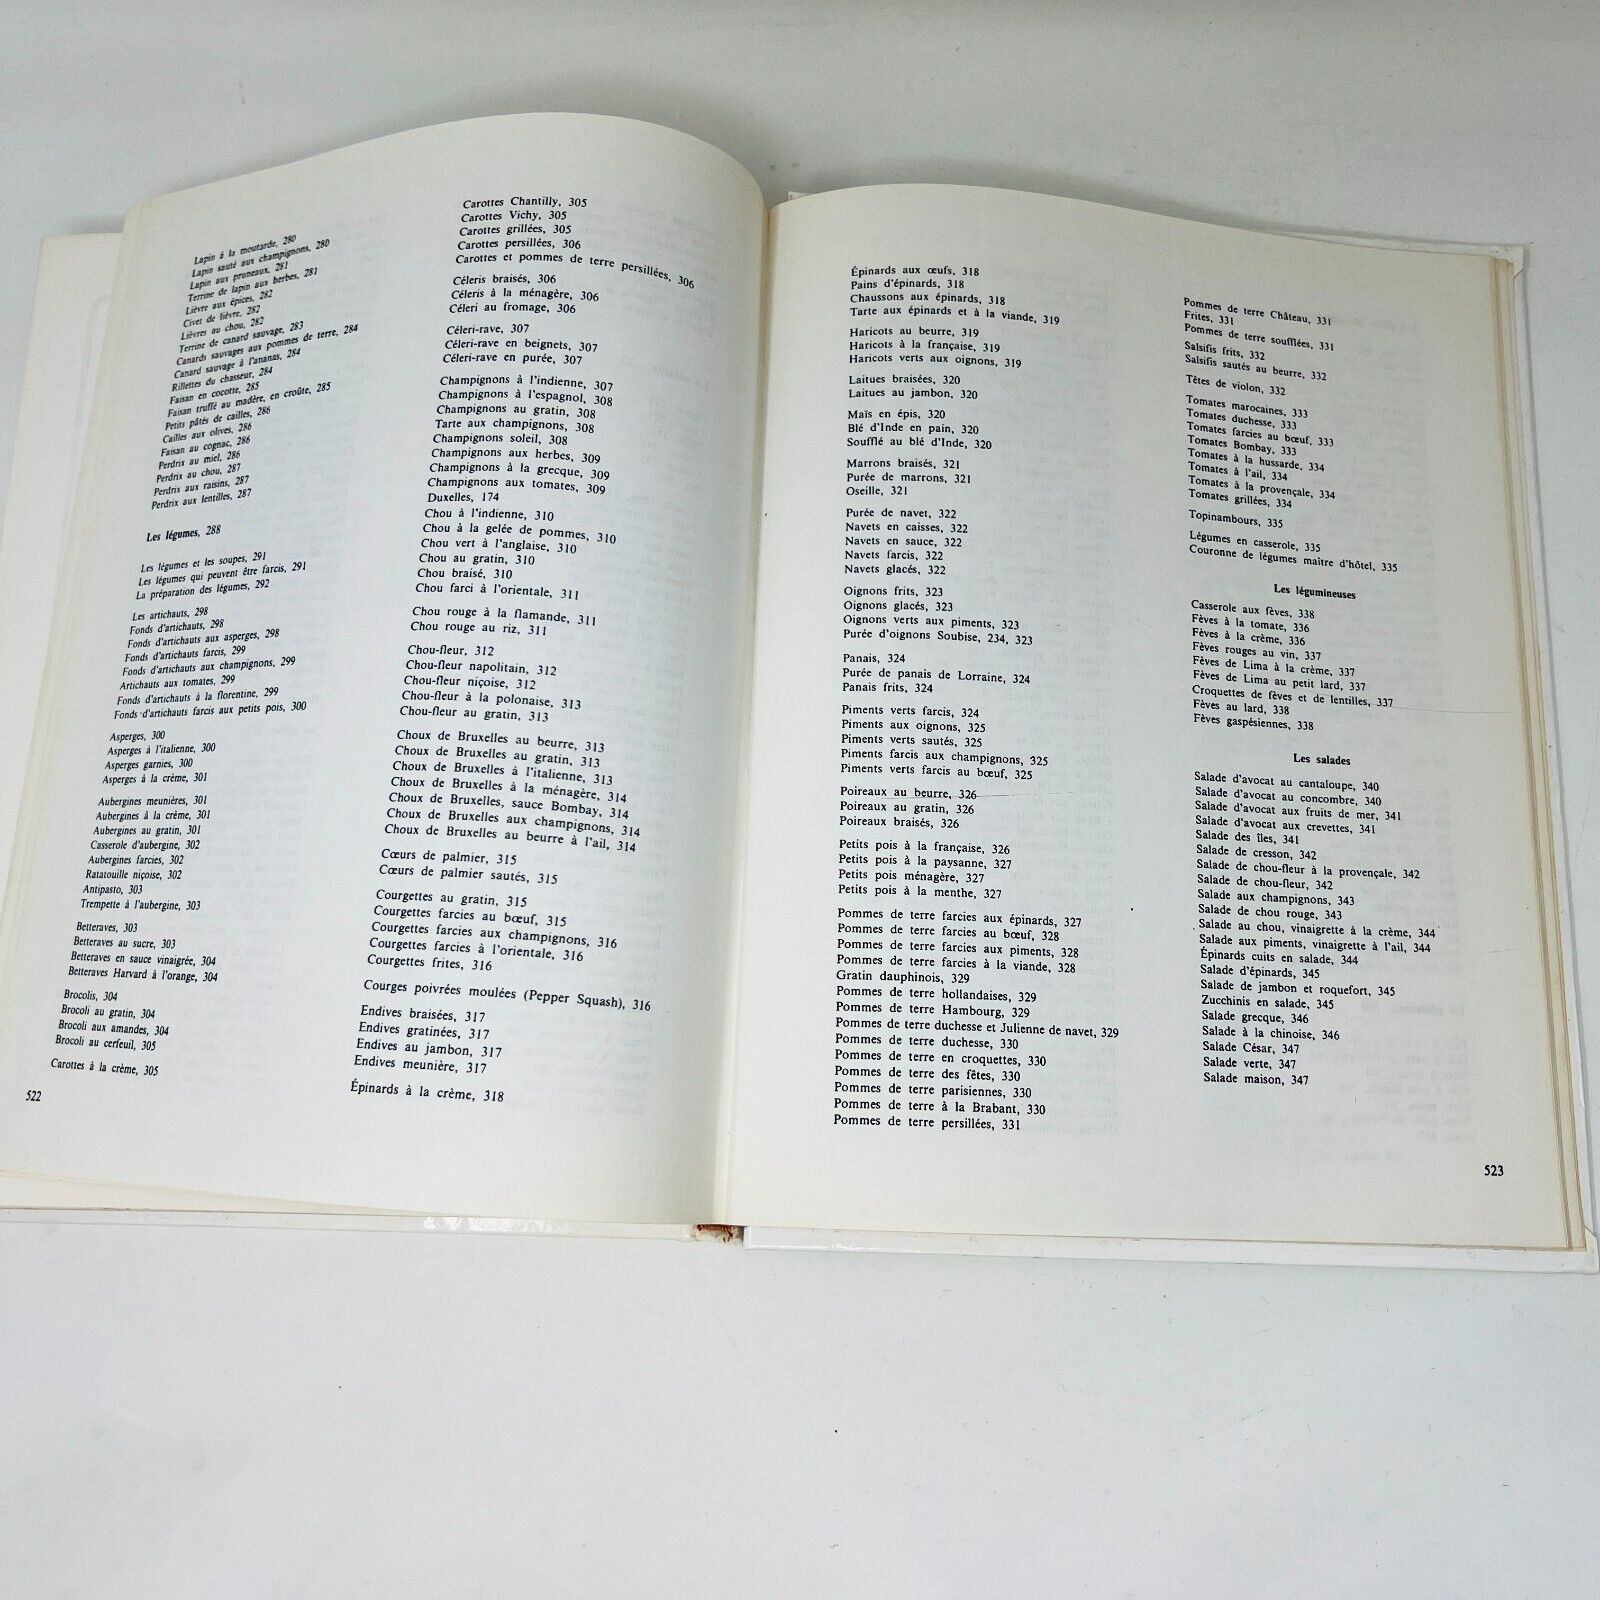 Lapin à la moutarde, 280
Lapin sauté aux champignons, 280
Lapin aux pruneaux, 281
Terrine de lapin aux herbes, 281
Lièvre aux épices, 282
Civet de lièvre, 282
Lièvres au chou, 282
Terrine de canard sauvage, 283
Canards sauvages aux pommes de terre, 284
Canard sauvage à l'ananas, 284
Rillettes du chasseur, 284
Faisan en cocotte, 285
Faisan truffé au madère, en croûte, 285
Petits pâtés de cailles, 286
Cailles aux olives, 286
Faisan au cognac, 286
Perdrix au miel, 286
Perdrix au chou, 287
Perdrix aux raisins, 287
Perdrix aux lentilles, 287
Les légumes, 288
Les légumes et les soupes, 291
Les légumes qui peuvent être farcis, 291
La préparation des légumes, 292
Les artichauts, 298
Fonds d'artichauts, 298
Fonds d'artichauts aux asperges, 298
Fonds d'artichauts farcis, 299
Fonds d'artichauts aux champignons, 299
Artichauts aux tomates, 299
Fonds d'artichauts à la florentine, 299
Fonds d'artichauts farcis aux petits pois, 300
Asperges, 300
Asperges à l'italienne, 300
Asperges garnies, 300
Asperges à la crème, 301
Aubergines meunières, 301
Aubergines à la crème, 301
Aubergines au gratin, 301
Casserole d'aubergine, 302
Aubergines farcies, 302
Ratatouille niçoise, 302
Antipasto, 303
Trempette à l'aubergine, 303
Betteraves, 303
Betteraves au sucre, 303
Betteraves en sauce vinaigrée, 304
Betteraves Harvard à l'orange, 304
Brocolis, 304
Brocoli au gratin, 304
Brocoli aux amandes, 304
Brocoli au cerfeuil, 305
Carottes à la crème, 305
522
Carottes Chantilly, 305
Carottes Vichy, 305
Carottes grillées, 305
Carottes persillées, 306
Carottes et pommes de terre persillées, 306
Céleris braisés, 306
Céleris à la ménagère, 306
Céleri au fromage, 306
Céleri-rave, 307
Céleri-rave en beignets, 307
Céleri-rave en purée, 307
Champignons à l'indienne, 307
Champignons à l'espagnol, 308
Champignons au gratin, 308
Tarte aux champignons, 308
Champignons soleil, 308
Champignons aux herbes, 309
Champignons à la grecque, 309
Champignons aux tomates, 309
Duxelles, 174
Chou à l'indienne, 310
Chou à la gelée de pommes, 310
Chou vert à l'anglaise, 310
Chou au gratin, 310
Chou braisé, 310
Chou farci à l'orientale, 311
Chou rouge à la flamande, 311
Chou rouge au riz, 311
Chou-fleur, 312
Chou-fleur napolitain, 312
Chou-fleur niçoise, 312
Chou-fleur à la polonaise, 313
Chou-fleur au gratin, 313
Choux de Bruxelles au beurre, 313
Choux de Bruxelles au gratin, 313
Choux de Bruxelles à l'italienne, 313
Choux de Bruxelles à la ménagère, 314
Choux de Bruxelles, sauce Bombay, 314
Choux de Bruxelles aux champignons, 314
Choux de Bruxelles au beurre à l'ail, 314
Cœurs de palmier, 315
Cœurs de palmier sautés, 315
Courgettes au gratin, 315
Courgettes farcies au bœuf, 315
Courgettes farcies aux champignons, 316
Courgettes farcies à l'orientale, 316
Courgettes frites, 316
Courges poivrées moulées (Pepper Squash), 316
Endives braisées, 317
Endives gratinées, 317
Endives au jambon, 317
Endives meunière, 317
Épinards à la crème, 318
Épinards aux œufs, 318
Pains d'épinards, 318
Chaussons aux épinards, 318
Tarte aux épinards et à la viande, 319
Haricots au beurre, 319
Haricots à la française, 319
Haricots verts aux oignons, 319
Laitues braisées, 320
Laitues au jambon, 320
Maïs en épis, 320
Blé d'Inde en pain, 320
Soufflé au blé d'Inde, 320
Marrons braisés, 321
Purée de marrons, 321
Oseille, 321
Purée de navet, 322
Navets en caisses, 322
Navets en sauce, 322
Navets farcis, 322
Navets glacés, 322
Oignons frits, 323
Oignons glacés, 323
Oignons verts aux piments, 323
Purée d'oignons Soubise, 234, 323
Panais, 324
Purée de panais de Lorraine, 324
Panais frits, 324
Piments verts farcis, 324
Piments aux oignons, 325
Piments verts sautés, 325
Piments farcis aux champignons, 325
Piments verts farcis au bœuf, 325
Poireaux au beurre, 326
Poireaux au gratin, 326
Poireaux braisés, 326
Petits pois à la française, 326
Petits pois à la paysanne, 327
Petits pois ménagère, 327
Petits pois à la menthe, 327
Pommes de terre farcies aux épinards, 327
Pommes de terre farcies au bœuf, 328
Pommes de terre farcies aux piments, 328
Pommes de terre farcies à la viande, 328
Gratin dauphinois, 329
Pommes de terre hollandaises, 329
Pommes de terre Hambourg, 329
Pommes de terre duchesse et Julienne de navet, 329
Pommes de terre duchesse, 330
Pommes de terre en croquettes, 330
Pommes de terre des fêtes, 330
Pommes de terre parisiennes, 330
Pommes de terre à la Brabant, 330
Pommes de terre persillées, 331
Pommes de terre Château, 331
Frites, 331
Pommes de terre soufflées, 331
Salsifis frits, 332
Salsifis sautés au beurre, 332
Têtes de violon, 332
Tomates marocaines, 333
Tomates duchesse, 333
Tomates farcies au bœuf, 333
Tomates Bombay, 333
Tomates à la hussarde, 334
Tomates à l'ail, 334
Tomates à la provençale, 334
Tomates grillées, 334
Topinambours, 335
Légumes en casserole, 335
Couronne de légumes maître d'hôtel, 335
Les légumineuses
Casserole aux fèves, 338
Fèves à la tomate, 336
Fèves à la crème, 336
Fèves rouges au vin, 337
Fèves de Lima à la crème, 337
Fèves de Lima au petit lard, 337
Croquettes de fèves et de lentilles, 337
Fèves au lard, 338
Fèves gaspésiennes, 338
Les salades
Salade d'avocat au cantaloupe, 340
Salade d'avocat au concombre, 340
Salade d'avocat aux fruits de mer, 341
Salade d'avocat aux crevettes, 341
Salade des îles, 341
Salade de cresson, 342
Salade de chou-fleur à la provençale, 342
Salade de chou-fleur, 342
Salade aux champignons, 343
Salade de chou rouge, 343
Salade au chou, vinaigrette à la crème, 344
Salade aux piments, vinaigrette à l'ail, 344
Épinards cuits en salade, 344
Salade d'épinards, 345
Salade de jambon et roquefort, 345
Zucchinis en salade, 345
Salade grecque, 346
Salade à la chinoise, 346
Salade César, 347
Salade verte, 347
Salade maison, 347
523